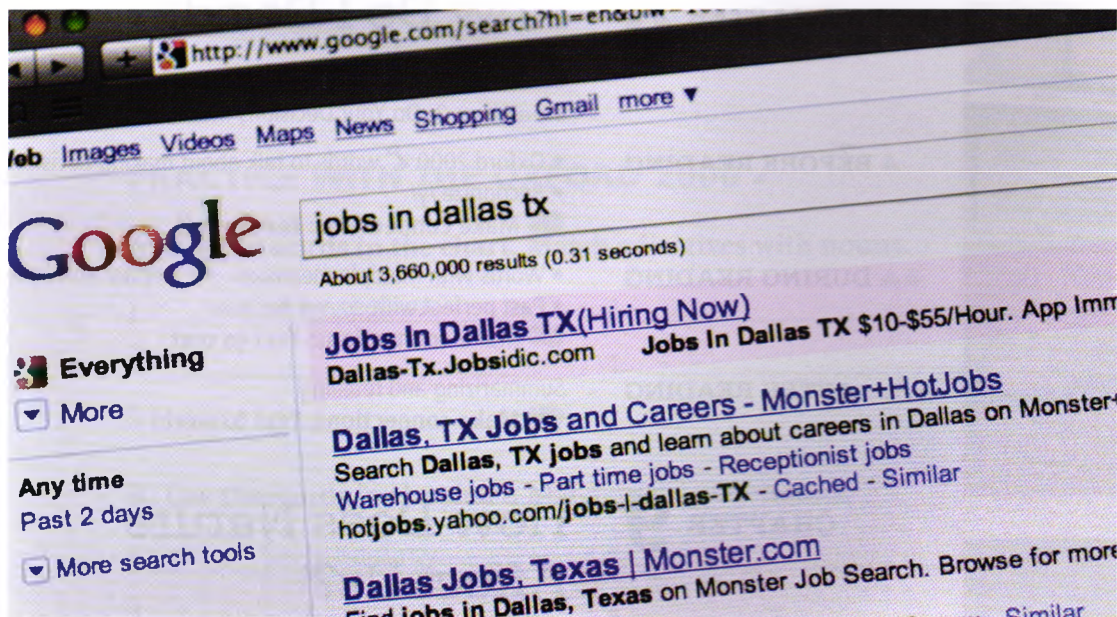 http://www.google.com/search?hl=en&biw=
Web Images Videos Maps News Shopping Gmail more
Google
jobs in dallas tx
About 3,660,000 results (0.31 seconds)
Everything
More
Any time
Past 2 days
More search tools
Jobs In Dallas TX(Hiring Now)
Dallas-Tx.Jobsidic.com Jobs In Dallas TX $10-$55/Hour. App Imm
Dallas, TX Jobs and Careers - Monster+HotJobs
Search Dallas, TX jobs and learn about careers in Dallas on Monster+
Warehouse jobs - Part time jobs - Receptionist jobs
hotjobs.yahoo.com/jobs-l-dallas-TX - Cached - Similar
Dallas Jobs, Texas | Monster.com
Find jobs in Dallas, Texas on Monster Job Search. Browse for more
Similar